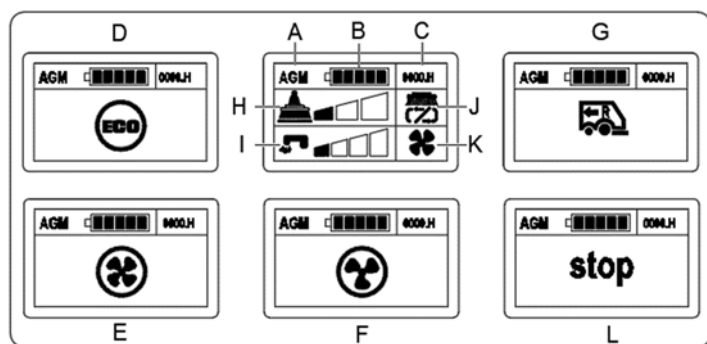 D A B C G
AGM 0000.H AGM 0000.H AGM 0000.H
H J
ECO R
I K
AGM 0000.H AGM 0000.H AGM 0000.H
stop
E F L